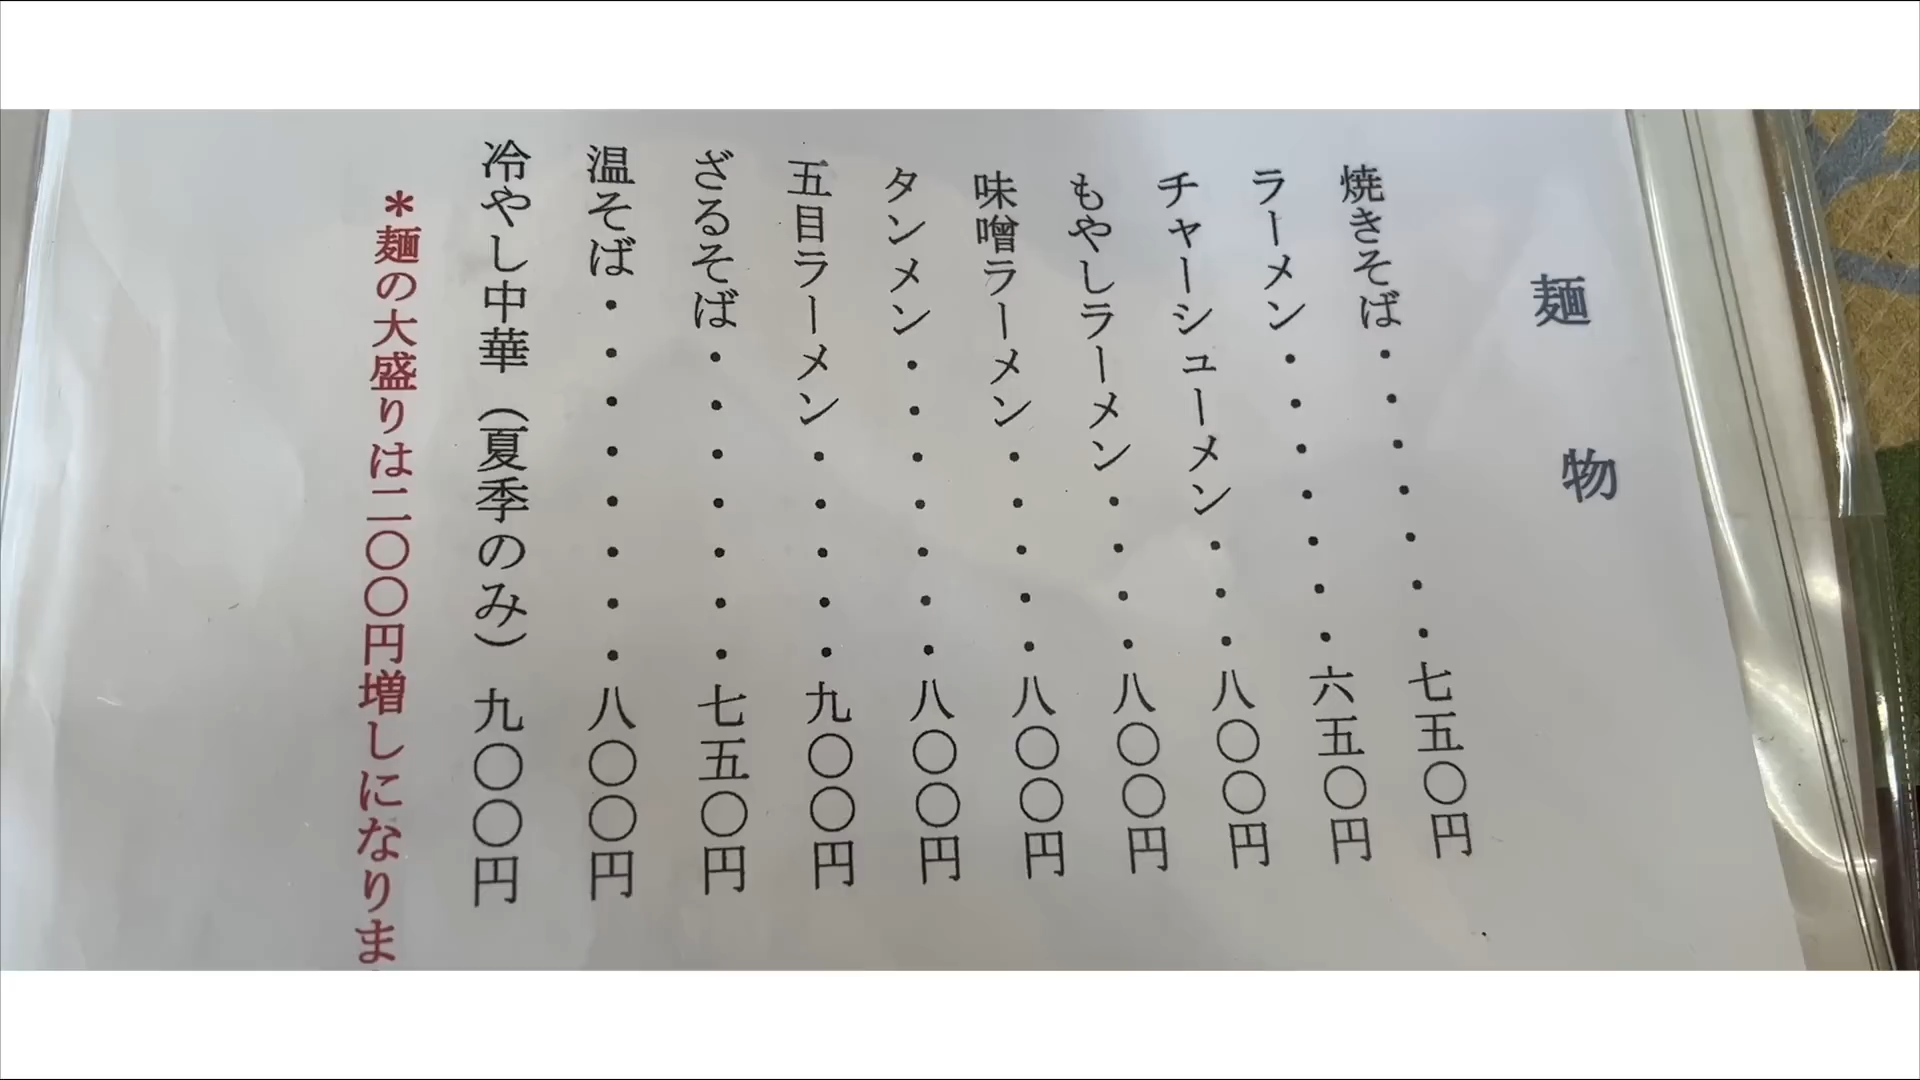 麺物
焼きそば・・・・・・・七五〇円
ラーメン・・・・・・・六五〇円
チャーシューメン・・・八〇〇円
もやしラーメン・・・・八〇〇円
味噌ラーメン・・・・・八〇〇円
タンメン・・・・・・・八〇〇円
五目ラーメン・・・・・九〇〇円
ざるそば・・・・・・・七五〇円
温そば・・・・・・・・八〇〇円
冷やし中華（夏季のみ）九〇〇円
＊麺の大盛りは二〇〇円増しになりま